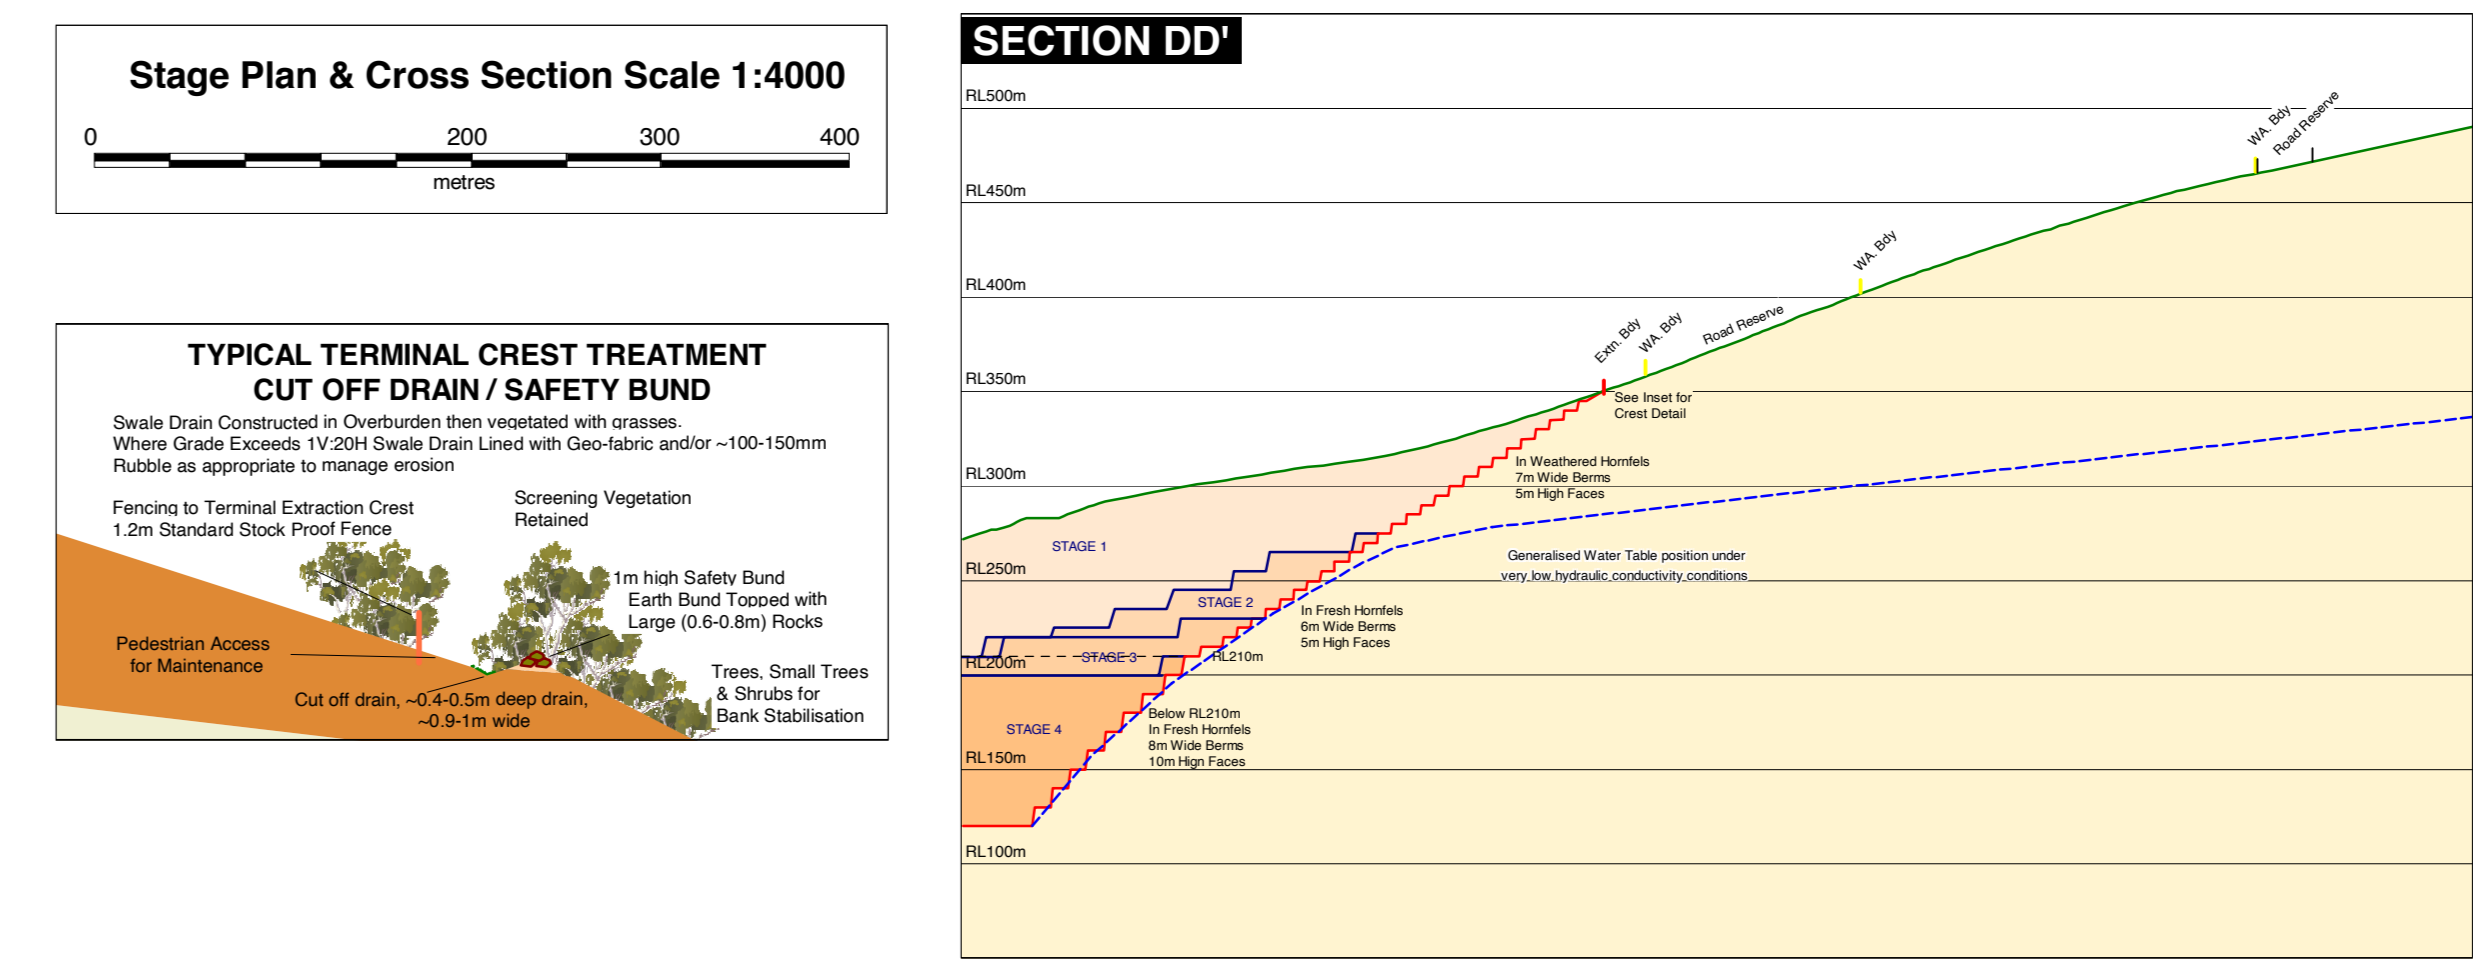 Stage Plan & Cross Section Scale 1:4000
0 200 300 400
metres
TYPICAL TERMINAL CREST TREATMENT
CUT OFF DRAIN / SAFETY BUND
Swale Drain Constructed in Overburden then vegetated with grasses.
Where Grade Exceeds 1V:20H Swale Drain Lined with Geo-fabric and/or ~100-150mm
Rubble as appropriate to manage erosion
Fencing to Terminal Extraction Crest
1.2m Standard Stock Proof Fence
Screening Vegetation
Retained
1m high Safety Bund
Earth Bund Topped with
Large (0.6-0.8m) Rocks
Pedestrian Access
for Maintenance
Trees, Small Trees
& Shrubs for
Bank Stabilisation
Cut off drain, ~0.4-0.5m deep drain,
~0.9-1m wide
SECTION DD'
RL500m
WA. Bdy
Road Reserve
RL450m
WA. Bdy
RL400m
Extn. Bdy
WA. Bdy
Road Reserve
RL350m
See Inset for
Crest Detail
RL300m
In Weathered Hornfels
7m Wide Berms
5m High Faces
STAGE 1
RL250m
Generalised Water Table position under
very low hydraulic conductivity conditions
STAGE 2
In Fresh Hornfels
6m Wide Berms
5m High Faces
RL200m
STAGE 3
RL210m
STAGE 4
Below RL210m
In Fresh Hornfels
8m Wide Berms
10m Hign Faces
RL150m
RL100m